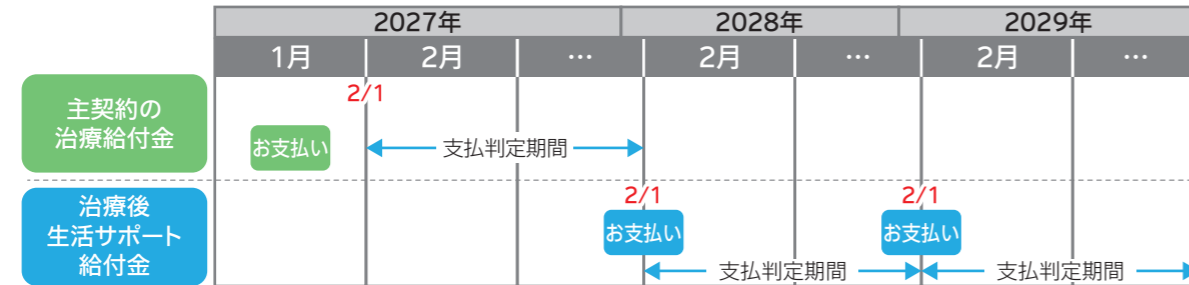 2027年 2028年 2029年
1月 2月 … 2月 … 2月 …
主契約の
治療給付金
2/1
お支払い
支払判定期間
治療後
生活サポート
給付金
2/1 2/1
お支払い お支払い
支払判定期間 支払判定期間